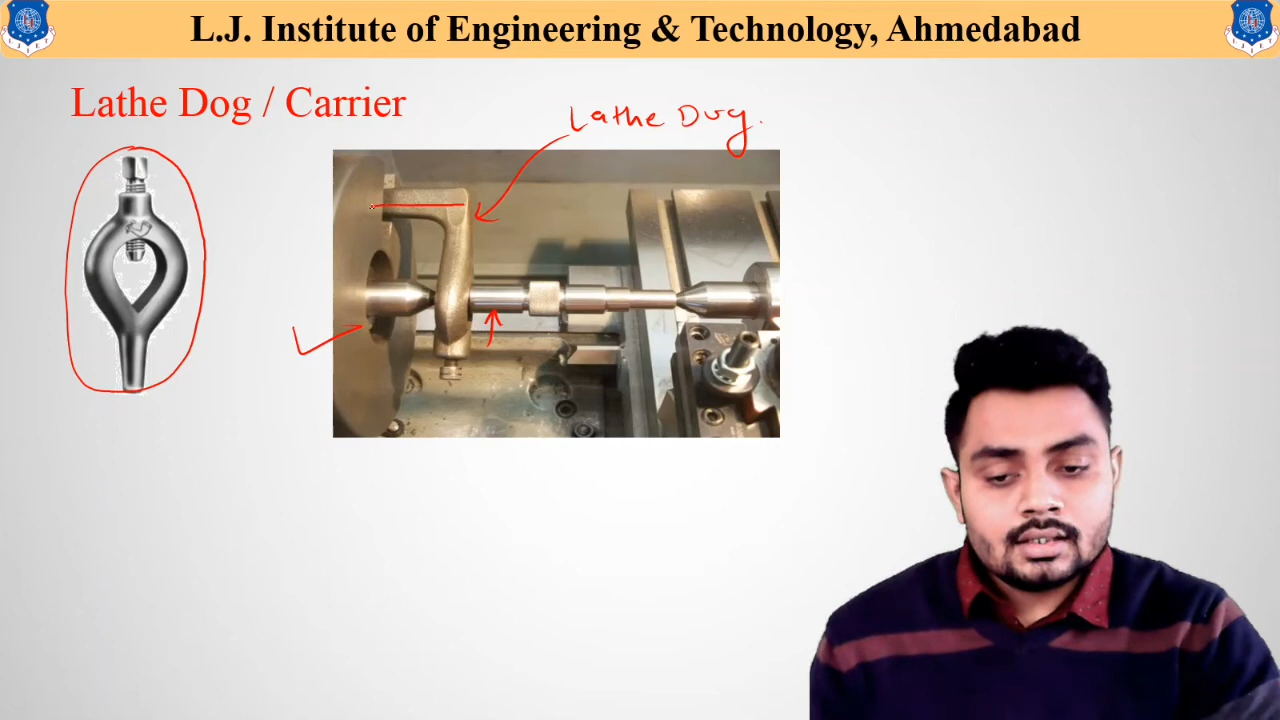 L.J. Institute of Engineering & Technology, Ahmedabad
Lathe Dog / Carrier
Lathe Dog.